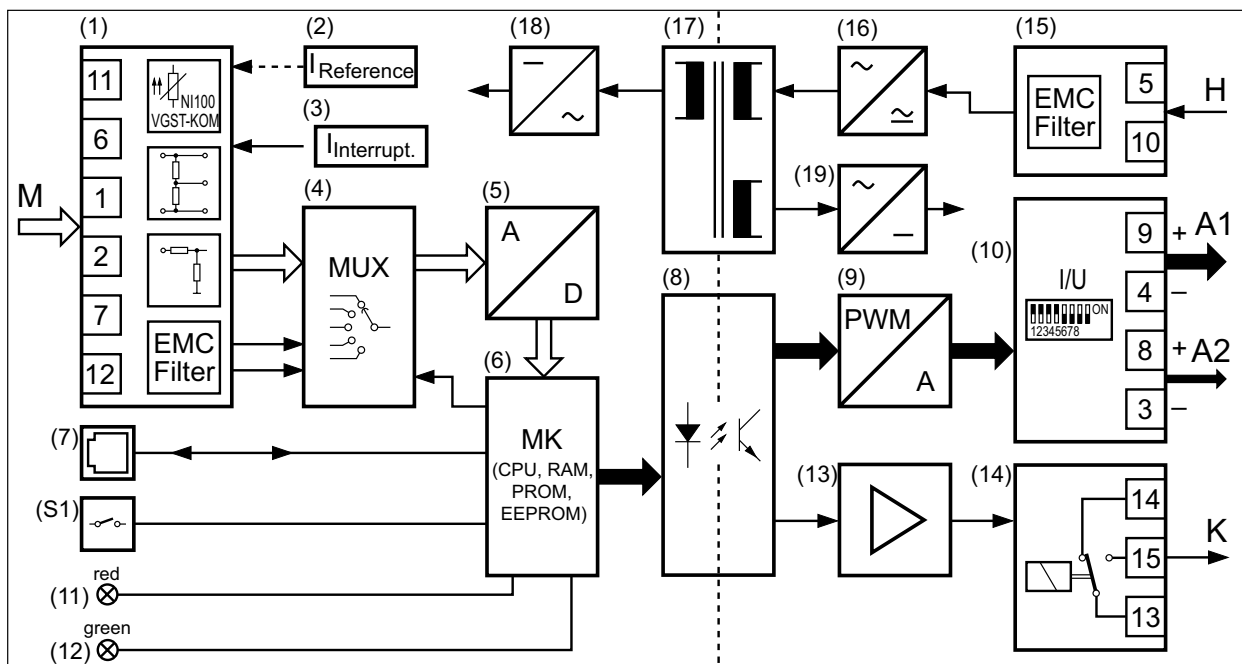 (1)
11
6
1
2
7
12
M
NI100
VGST-KOM
EMC
Filter
(2)
I Reference
(3)
I Interrupt.
(4)
MUX
(5)
A
D
(6)
MK
(CPU, RAM,
PROM,
EEPROM)
(7)
(S1)
red
(11)
green
(12)
(18)
(17)
(16)
(15)
EMC
Filter
5
10
H
(19)
(8)
(9)
PWM
A
(10)
I/U
ON
12345678
9
+ A1
4
–
8
+ A2
3
–
(13)
(14)
14
15
13
K